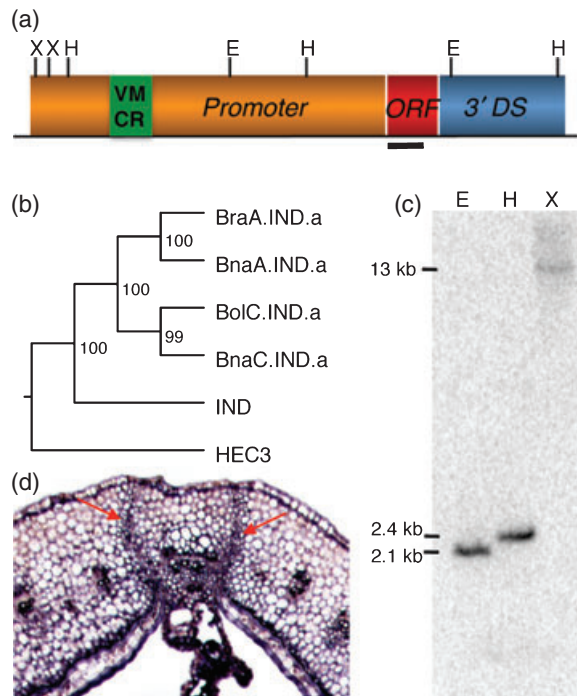 (a)
X X H E H E H
VM
CR
Promoter
ORF
3' DS
(b)
BraA.IND.a
100
BnaA.IND.a
100
BolC.IND.a
99
100
BnaC.IND.a
IND
HEC3
(c)
E H X
13 kb
2.4 kb
2.1 kb
(d)